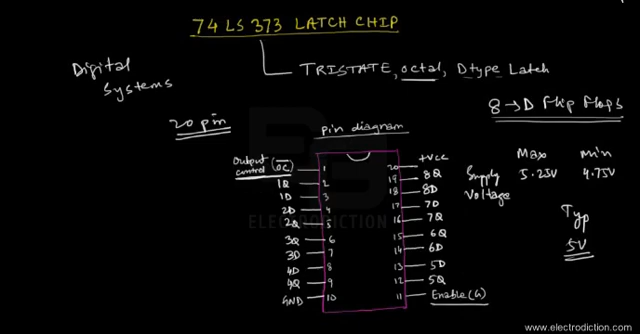 74 LS 373 LATCH CHIP
Digital Systems
TRISTATE, octal, D type Latch
8 → D Flip Flops
20 pin
pin diagram
Output control (OC) 1
1Q 2
1D 3
2D 4
2Q 5
3Q 6
3D 7
4D 8
4Q 9
GND 10
20 +VCC
19 8Q
18 8D
17 7D
16 7Q
15 6Q
14 6D
13 5D
12 5Q
11 Enable (G)
Max Min
Supply Voltage 5.25V 4.75V
Typ
5V
ELECTRODICTION
www.electrodiction.com